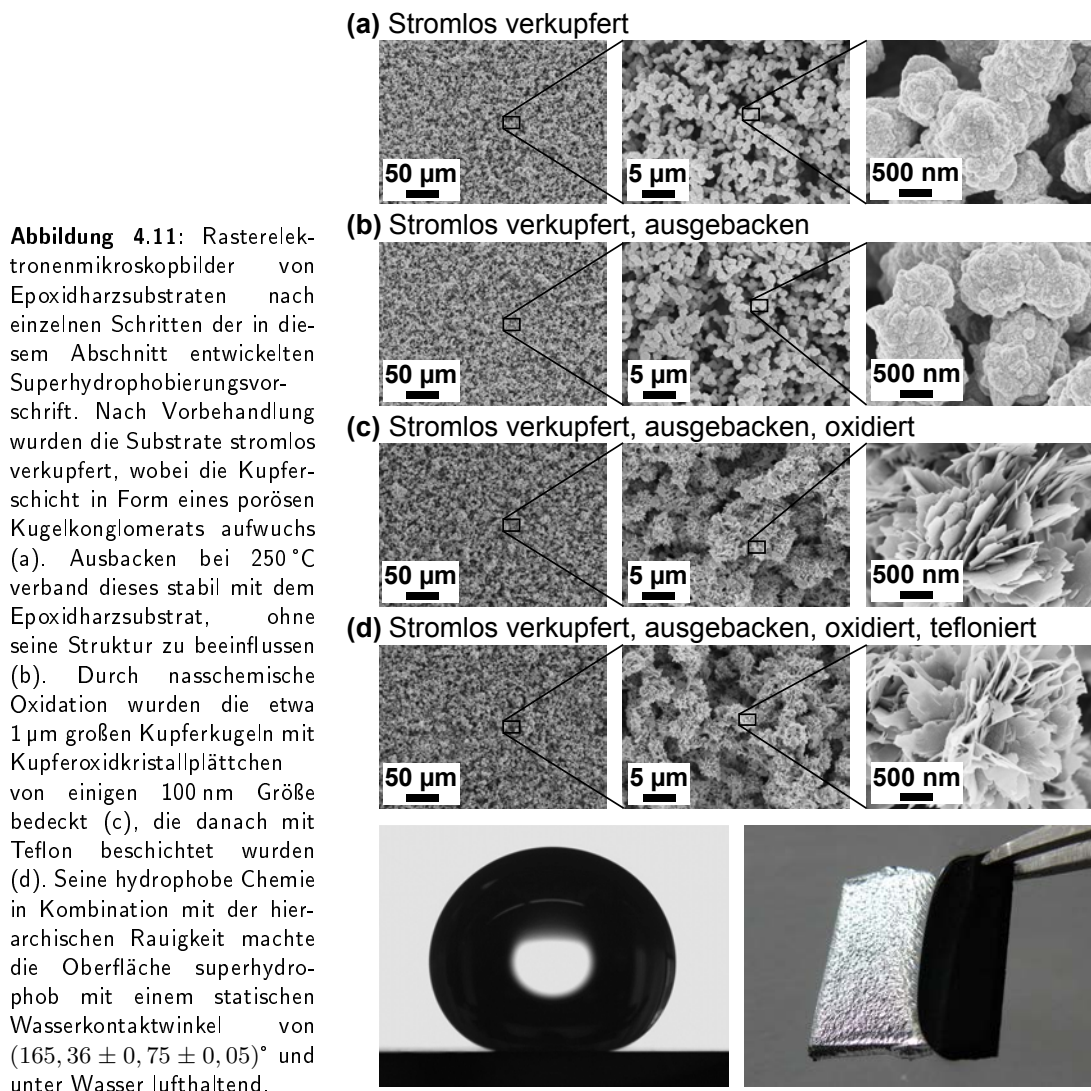 (a) Stromlos verkupfert
50 µm
5 µm
500 nm
(b) Stromlos verkupfert, ausgebacken
50 µm
5 µm
500 nm
(c) Stromlos verkupfert, ausgebacken, oxidiert
50 µm
5 µm
500 nm
(d) Stromlos verkupfert, ausgebacken, oxidiert, tefloniert
50 µm
5 µm
500 nm
Abbildung 4.11: Rasterelek-
tronenmikroskopbilder von
Epoxidharzsubstraten nach
einzelnen Schritten der in die-
sem Abschnitt entwickelten
Superhydrophobierungsvor-
schrift. Nach Vorbehandlung
wurden die Substrate stromlos
verkupfert, wobei die Kupfer-
schicht in Form eines porösen
Kugelkonglomerats aufwuchs
(a). Ausbacken bei 250 °C
verband dieses stabil mit dem
Epoxidharzsubstrat, ohne
seine Struktur zu beeinflussen
(b). Durch nasschemische
Oxidation wurden die etwa
1 µm großen Kupferkugeln mit
Kupferoxidkristallplättchen
von einigen 100 nm Größe
bedeckt (c), die danach mit
Teflon beschichtet wurden
(d). Seine hydrophobe Chemie
in Kombination mit der hier-
archischen Rauigkeit machte
die Oberfläche superhydro-
phob mit einem statischen
Wasserkontaktwinkel von
(165, 36 ± 0, 75 ± 0, 05)° und
unter Wasser lufthaltend.